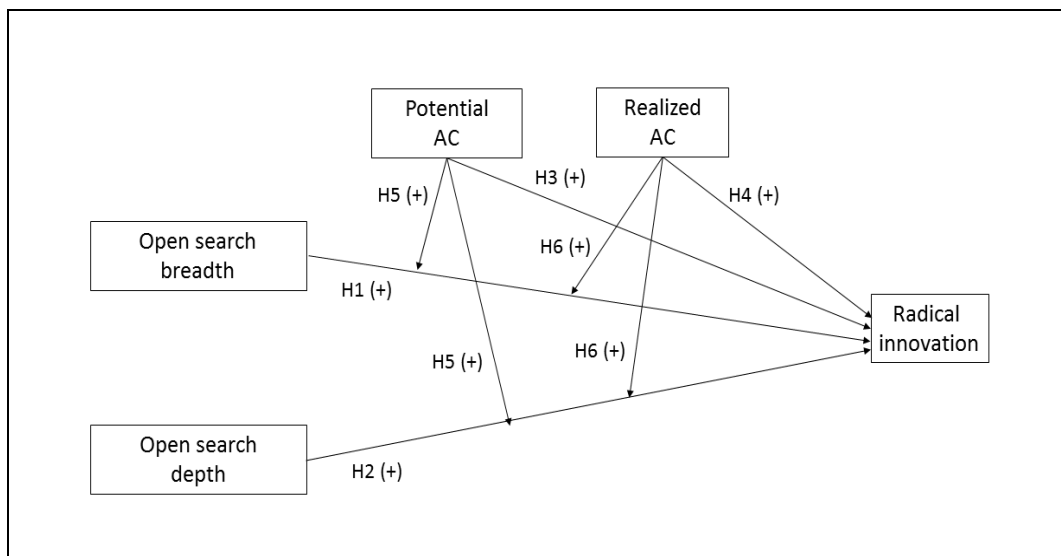 Potential
AC
Realized
AC
H3 (+)
H5 (+)
H4 (+)
Open search
breadth
H6 (+)
H1 (+)
Radical
innovation
H6 (+)
H5 (+)
Open search
depth
H2 (+)